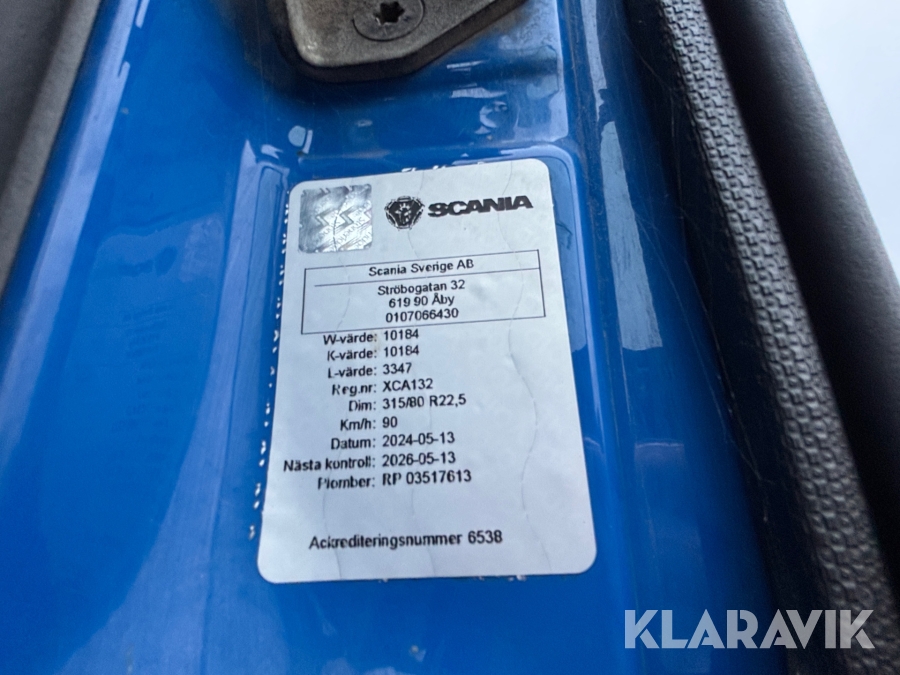 SCANIA
Scania Sverige AB
Ströbogatan 32
619 90 Åby
0107066430
W-värde: 10184
K-värde: 10184
L-värde: 3347
Reg.nr: XCA132
Dim: 315/80 R22,5
Km/h: 90
Datum: 2024-05-13
Nästa kontroll: 2026-05-13
Plomber: RP 03517613
Ackrediteringsnummer 6538
KLARAVIK